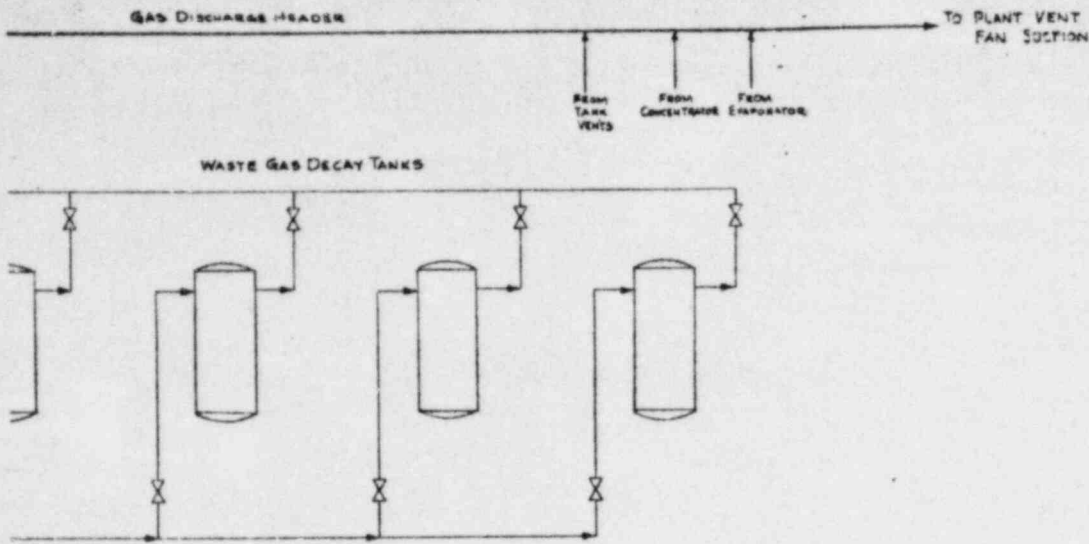 GAS DISCHARGE HEADER
TO PLANT VENT
FAN SUCTION
FROM
TANK
VENTS
FROM
CONCENTRATOR
FROM
EVAPORATOR
WASTE GAS DECAY TANKS